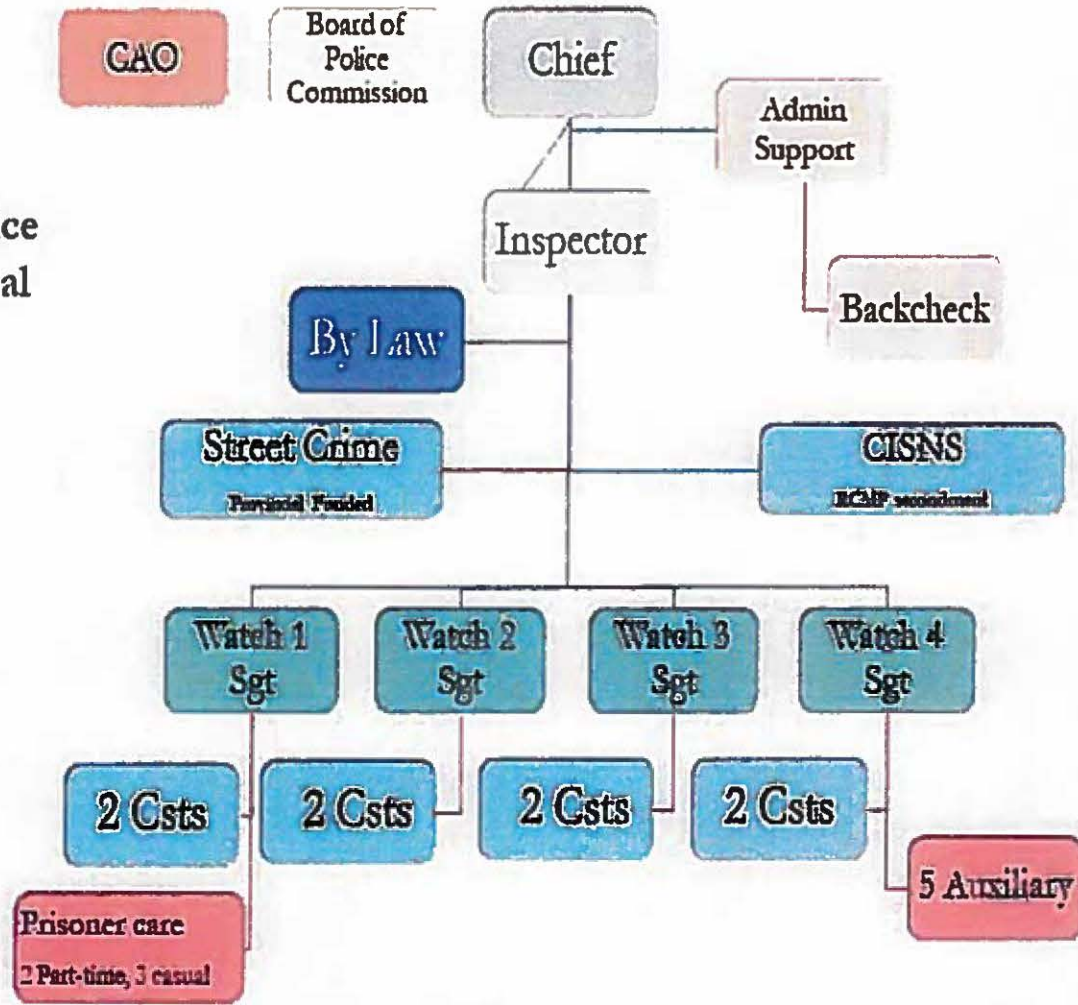 CAO
Board of
Police
Commission
Chief
Admin
Support
ce
al
Inspector
Backcheck
By Law
Street Crime
Provincial Funded
CISNS
RCMP secondment
Watch 1
Sgt
Watch 2
Sgt
Watch 3
Sgt
Watch 4
Sgt
2 Csts
2 Csts
2 Csts
2 Csts
5 Auxiliary
Prisoner care
2 Part-time, 3 casual